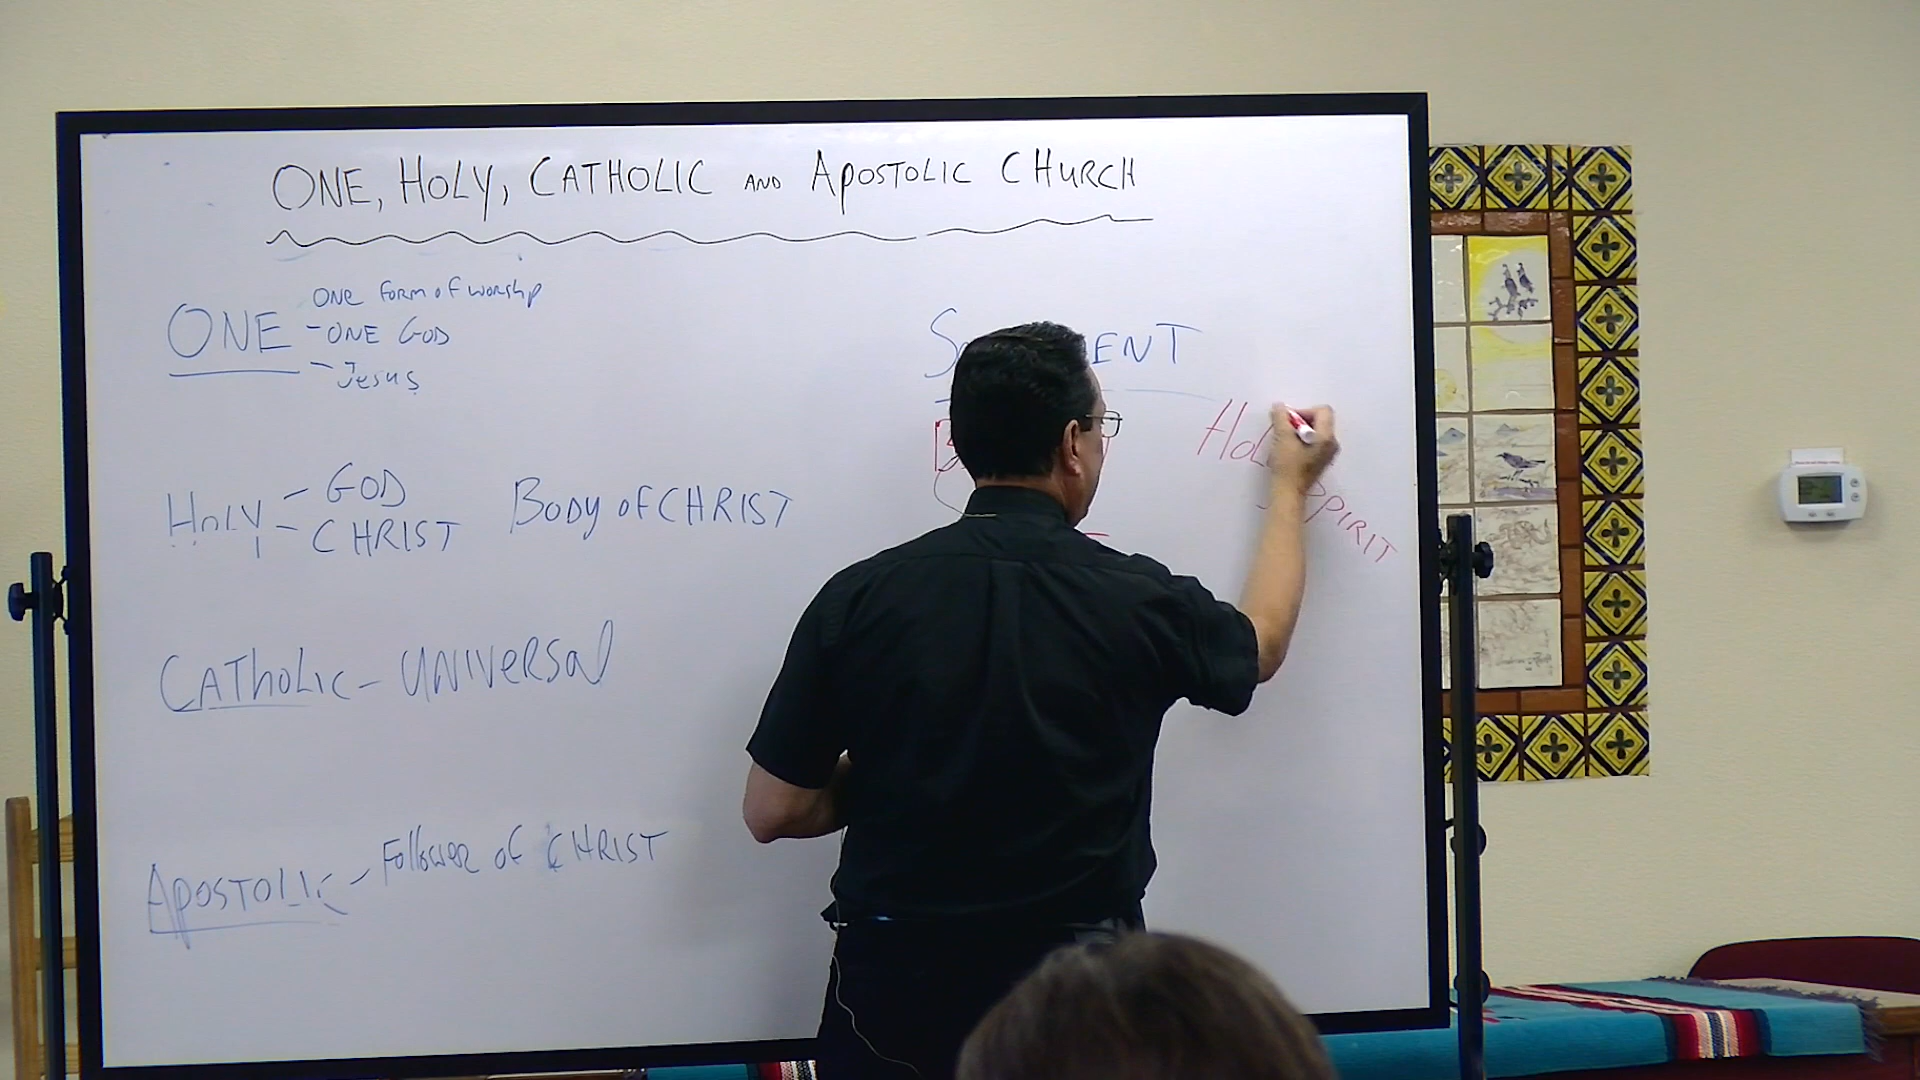 ONE, HOLY, CATHOLIC AND APOSTOLIC CHURCH
ONE form of worship
ONE - ONE GOD
- Jesus
HOLY - GOD
- CHRIST
BODY of CHRIST
CATHOLIC - UNIVERSAL
APOSTOLIC - Follower of CHRIST
SPIRIT